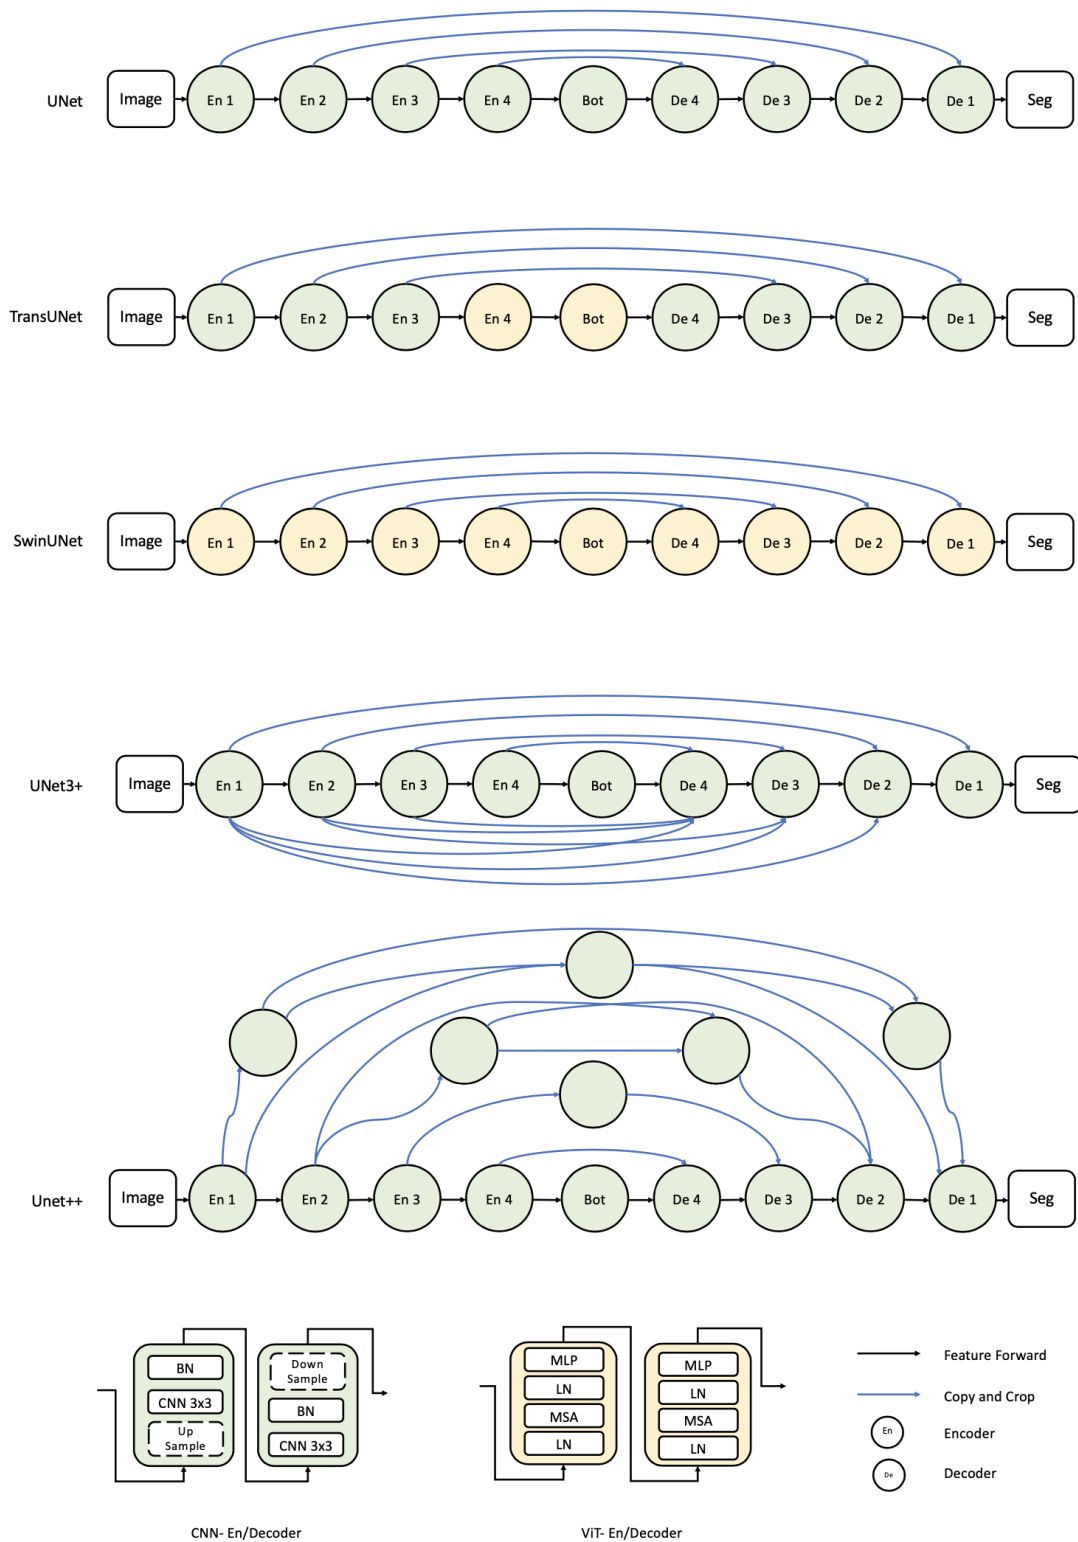 UNet Image En 1 En 2 En 3 En 4 Bot De 4 De 3 De 2 De 1 Seg
TransUNet Image En 1 En 2 En 3 En 4 Bot De 4 De 3 De 2 De 1 Seg
SwinUNet Image En 1 En 2 En 3 En 4 Bot De 4 De 3 De 2 De 1 Seg
UNet3+ Image En 1 En 2 En 3 En 4 Bot De 4 De 3 De 2 De 1 Seg
Unet++ Image En 1 En 2 En 3 En 4 Bot De 4 De 3 De 2 De 1 Seg
BN
CNN 3x3
Up
Sample
Down
Sample
BN
CNN 3x3
CNN- En/Decoder
MLP
LN
MSA
LN
MLP
LN
MSA
LN
ViT- En/Decoder
Feature Forward
Copy and Crop
En Encoder
De Decoder